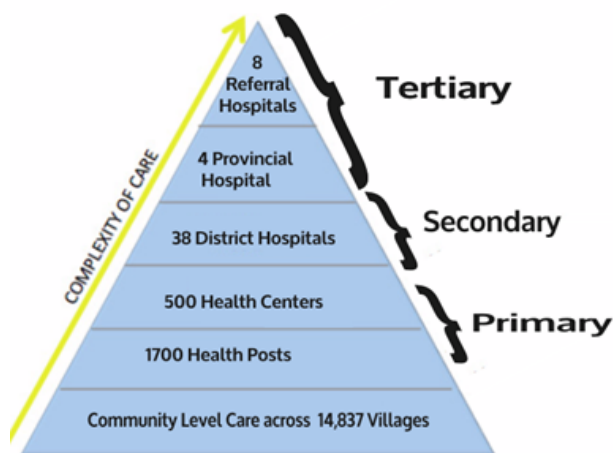 8
Referral
Hospitals
Tertiary
4 Provincial
Hospital
COMPLEXITY OF CARE
Secondary
38 District Hospitals
500 Health Centers
Primary
1700 Health Posts
Community Level Care across 14,837 Villages